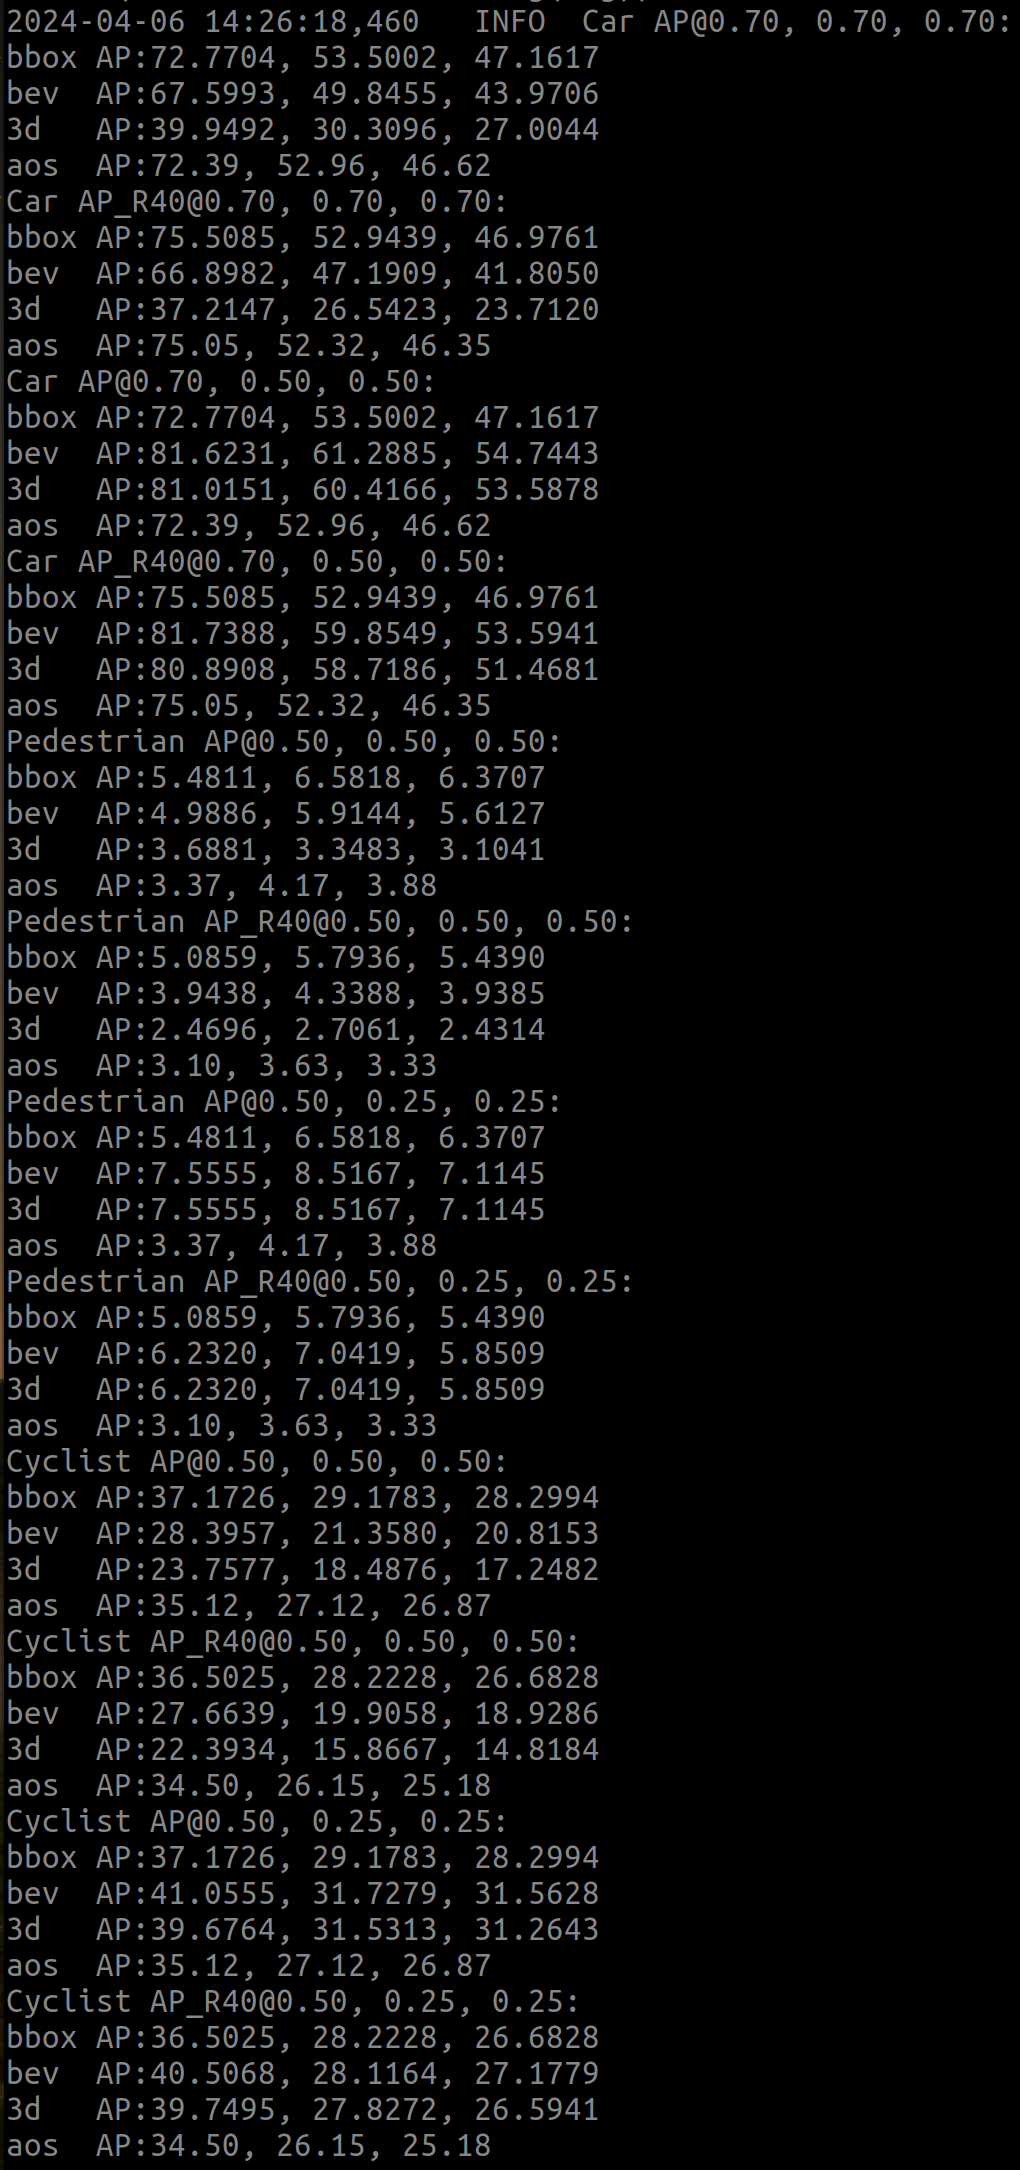 2024-04-06 14:26:18,460   INFO  Car AP@0.70, 0.70, 0.70:
bbox AP:72.7704, 53.5002, 47.1617
bev  AP:67.5993, 49.8455, 43.9706
3d   AP:39.9492, 30.3096, 27.0044
aos  AP:72.39, 52.96, 46.62
Car AP_R40@0.70, 0.70, 0.70:
bbox AP:75.5085, 52.9439, 46.9761
bev  AP:66.8982, 47.1909, 41.8050
3d   AP:37.2147, 26.5423, 23.7120
aos  AP:75.05, 52.32, 46.35
Car AP@0.70, 0.50, 0.50:
bbox AP:72.7704, 53.5002, 47.1617
bev  AP:81.6231, 61.2885, 54.7443
3d   AP:81.0151, 60.4166, 53.5878
aos  AP:72.39, 52.96, 46.62
Car AP_R40@0.70, 0.50, 0.50:
bbox AP:75.5085, 52.9439, 46.9761
bev  AP:81.7388, 59.8549, 53.5941
3d   AP:80.8908, 58.7186, 51.4681
aos  AP:75.05, 52.32, 46.35
Pedestrian AP@0.50, 0.50, 0.50:
bbox AP:5.4811, 6.5818, 6.3707
bev  AP:4.9886, 5.9144, 5.6127
3d   AP:3.6881, 3.3483, 3.1041
aos  AP:3.37, 4.17, 3.88
Pedestrian AP_R40@0.50, 0.50, 0.50:
bbox AP:5.0859, 5.7936, 5.4390
bev  AP:3.9438, 4.3388, 3.9385
3d   AP:2.4696, 2.7061, 2.4314
aos  AP:3.10, 3.63, 3.33
Pedestrian AP@0.50, 0.25, 0.25:
bbox AP:5.4811, 6.5818, 6.3707
bev  AP:7.5555, 8.5167, 7.1145
3d   AP:7.5555, 8.5167, 7.1145
aos  AP:3.37, 4.17, 3.88
Pedestrian AP_R40@0.50, 0.25, 0.25:
bbox AP:5.0859, 5.7936, 5.4390
bev  AP:6.2320, 7.0419, 5.8509
3d   AP:6.2320, 7.0419, 5.8509
aos  AP:3.10, 3.63, 3.33
Cyclist AP@0.50, 0.50, 0.50:
bbox AP:37.1726, 29.1783, 28.2994
bev  AP:28.3957, 21.3580, 20.8153
3d   AP:23.7577, 18.4876, 17.2482
aos  AP:35.12, 27.12, 26.87
Cyclist AP_R40@0.50, 0.50, 0.50:
bbox AP:36.5025, 28.2228, 26.6828
bev  AP:27.6639, 19.9058, 18.9286
3d   AP:22.3934, 15.8667, 14.8184
aos  AP:34.50, 26.15, 25.18
Cyclist AP@0.50, 0.25, 0.25:
bbox AP:37.1726, 29.1783, 28.2994
bev  AP:41.0555, 31.7279, 31.5628
3d   AP:39.6764, 31.5313, 31.2643
aos  AP:35.12, 27.12, 26.87
Cyclist AP_R40@0.50, 0.25, 0.25:
bbox AP:36.5025, 28.2228, 26.6828
bev  AP:40.5068, 28.1164, 27.1779
3d   AP:39.7495, 27.8272, 26.5941
aos  AP:34.50, 26.15, 25.18